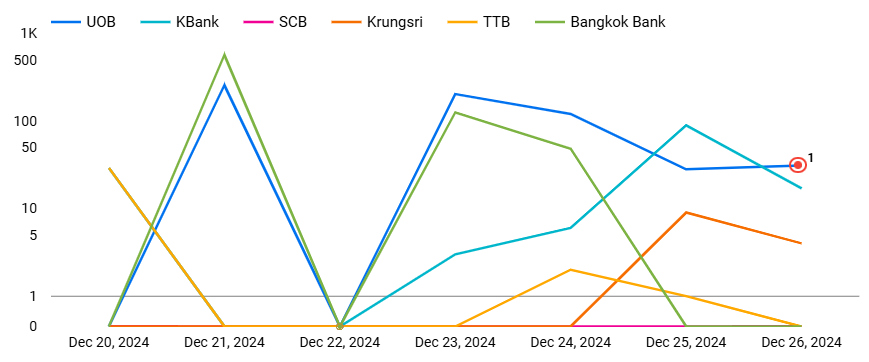 UOB KBank SCB Krungsri TTB Bangkok Bank
1K
500
100
50
10
5
1
0
1
Dec 20, 2024 Dec 21, 2024 Dec 22, 2024 Dec 23, 2024 Dec 24, 2024 Dec 25, 2024 Dec 26, 2024